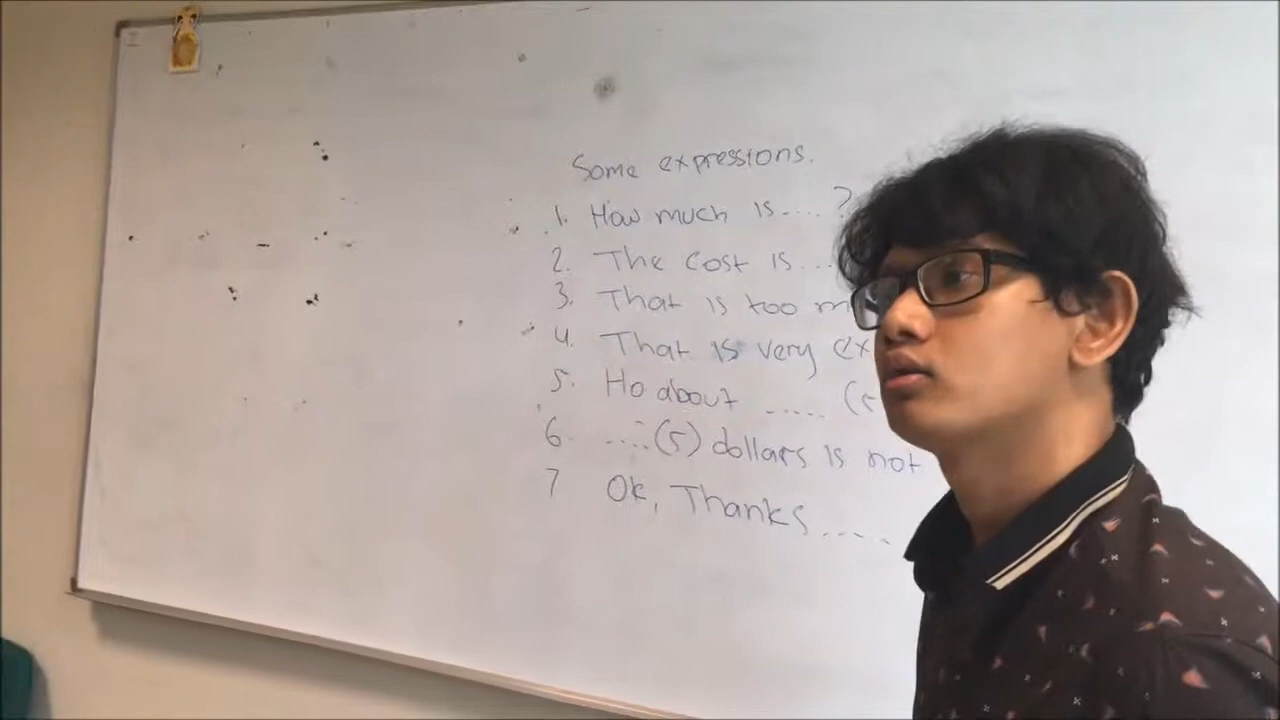 Some expressions.
1. How much is....?
2. The cost is...
3. That is too
4. That is very
5. Ho about ..... (5
6. ....(5) dollars is not
7 Ok, Thanks.....